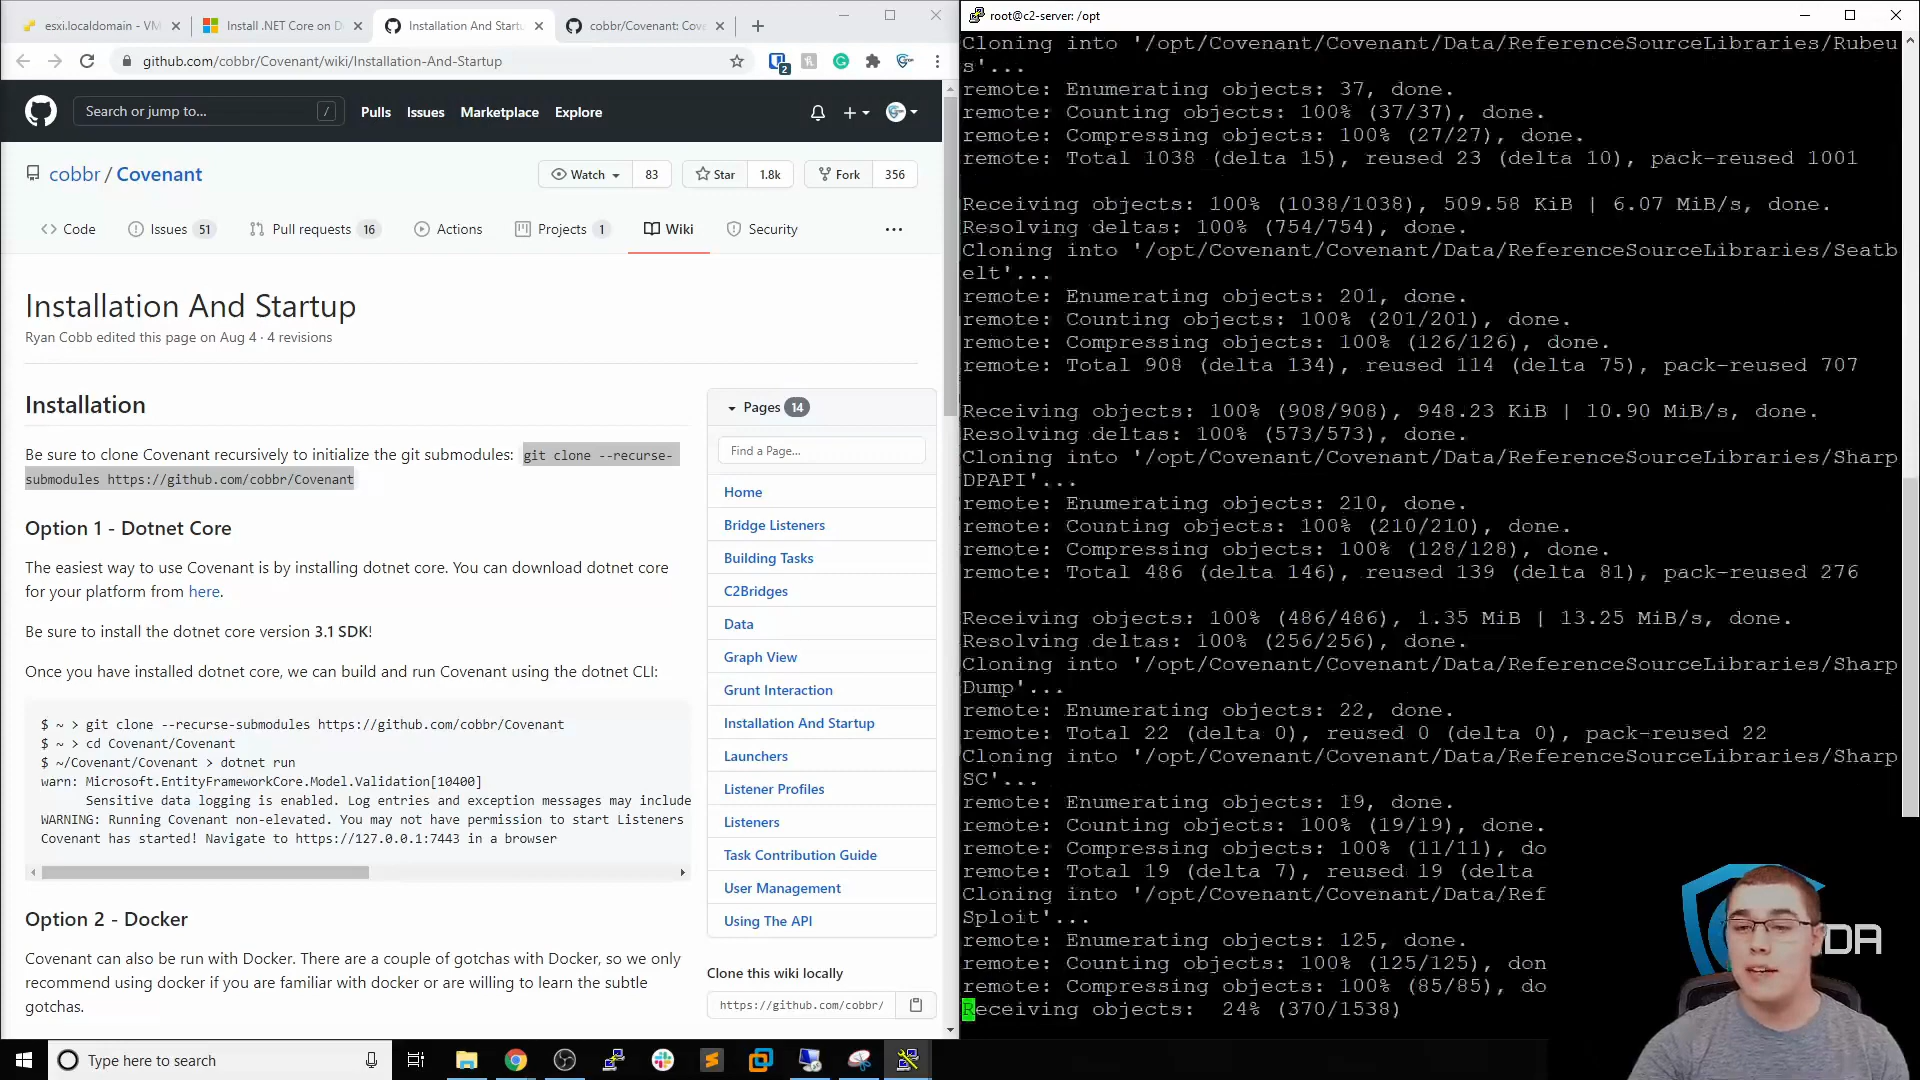 esxi.localdomain - VM
Install .NET Core on D
Installation And Startu
cobbr/Covenant: Cove
github.com/cobbr/Covenant/wiki/Installation-And-Startup
2
Search or jump to...
/
Pulls
Issues
Marketplace
Explore
cobbr / Covenant
Watch
83
Star
1.8k
Fork
356
Code
Issues 51
Pull requests 16
Actions
Projects 1
Wiki
Security
Installation And Startup
Ryan Cobb edited this page on Aug 4 · 4 revisions
Installation
Be sure to clone Covenant recursively to initialize the git submodules: git clone --recurse-
submodules https://github.com/cobbr/Covenant
Option 1 - Dotnet Core
The easiest way to use Covenant is by installing dotnet core. You can download dotnet core
for your platform from here.
Be sure to install the dotnet core version 3.1 SDK!
Once you have installed dotnet core, we can build and run Covenant using the dotnet CLI:
$ ~ > git clone --recurse-submodules https://github.com/cobbr/Covenant
$ ~ > cd Covenant/Covenant
$ ~/Covenant/Covenant > dotnet run
warn: Microsoft.EntityFrameworkCore.Model.Validation[10400]
Sensitive data logging is enabled. Log entries and exception messages may include
WARNING: Running Covenant non-elevated. You may not have permission to start Listeners
Covenant has started! Navigate to https://127.0.0.1:7443 in a browser
Option 2 - Docker
Covenant can also be run with Docker. There are a couple of gotchas with Docker, so we only
recommend using docker if you are familiar with docker or are willing to learn the subtle
gotchas.
Pages 14
Find a Page...
Home
Bridge Listeners
Building Tasks
C2Bridges
Data
Graph View
Grunt Interaction
Installation And Startup
Launchers
Listener Profiles
Listeners
Task Contribution Guide
User Management
Using The API
Clone this wiki locally
https://github.com/cobbr/
root@c2-server: /opt
Cloning into '/opt/Covenant/Covenant/Data/ReferenceSourceLibraries/Rubeu
s'...
remote: Enumerating objects: 37, done.
remote: Counting objects: 100% (37/37), done.
remote: Compressing objects: 100% (27/27), done.
remote: Total 1038 (delta 15), reused 23 (delta 10), pack-reused 1001
Receiving objects: 100% (1038/1038), 509.58 KiB | 6.07 MiB/s, done.
Resolving deltas: 100% (754/754), done.
Cloning into '/opt/Covenant/Covenant/Data/ReferenceSourceLibraries/Seatb
elt'...
remote: Enumerating objects: 201, done.
remote: Counting objects: 100% (201/201), done.
remote: Compressing objects: 100% (126/126), done.
remote: Total 908 (delta 134), reused 114 (delta 75), pack-reused 707
Receiving objects: 100% (908/908), 948.23 KiB | 10.90 MiB/s, done.
Resolving deltas: 100% (573/573), done.
Cloning into '/opt/Covenant/Covenant/Data/ReferenceSourceLibraries/Sharp
DPAPI'...
remote: Enumerating objects: 210, done.
remote: Counting objects: 100% (210/210), done.
remote: Compressing objects: 100% (128/128), done.
remote: Total 486 (delta 146), reused 139 (delta 81), pack-reused 276
Receiving objects: 100% (486/486), 1.35 MiB | 13.25 MiB/s, done.
Resolving deltas: 100% (256/256), done.
Cloning into '/opt/Covenant/Covenant/Data/ReferenceSourceLibraries/Sharp
Dump'...
remote: Enumerating objects: 22, done.
remote: Total 22 (delta 0), reused 0 (delta 0), pack-reused 22
Cloning into '/opt/Covenant/Covenant/Data/ReferenceSourceLibraries/Sharp
SC'...
remote: Enumerating objects: 19, done.
remote: Counting objects: 100% (19/19), done.
remote: Compressing objects: 100% (11/11), do
remote: Total 19 (delta 7), reused 19 (delta
Cloning into '/opt/Covenant/Covenant/Data/Ref
Sploit'...
remote: Enumerating objects: 125, done.
remote: Counting objects: 100% (125/125), don
remote: Compressing objects: 100% (85/85), do
Receiving objects: 24% (370/1538)
DA
Type here to search